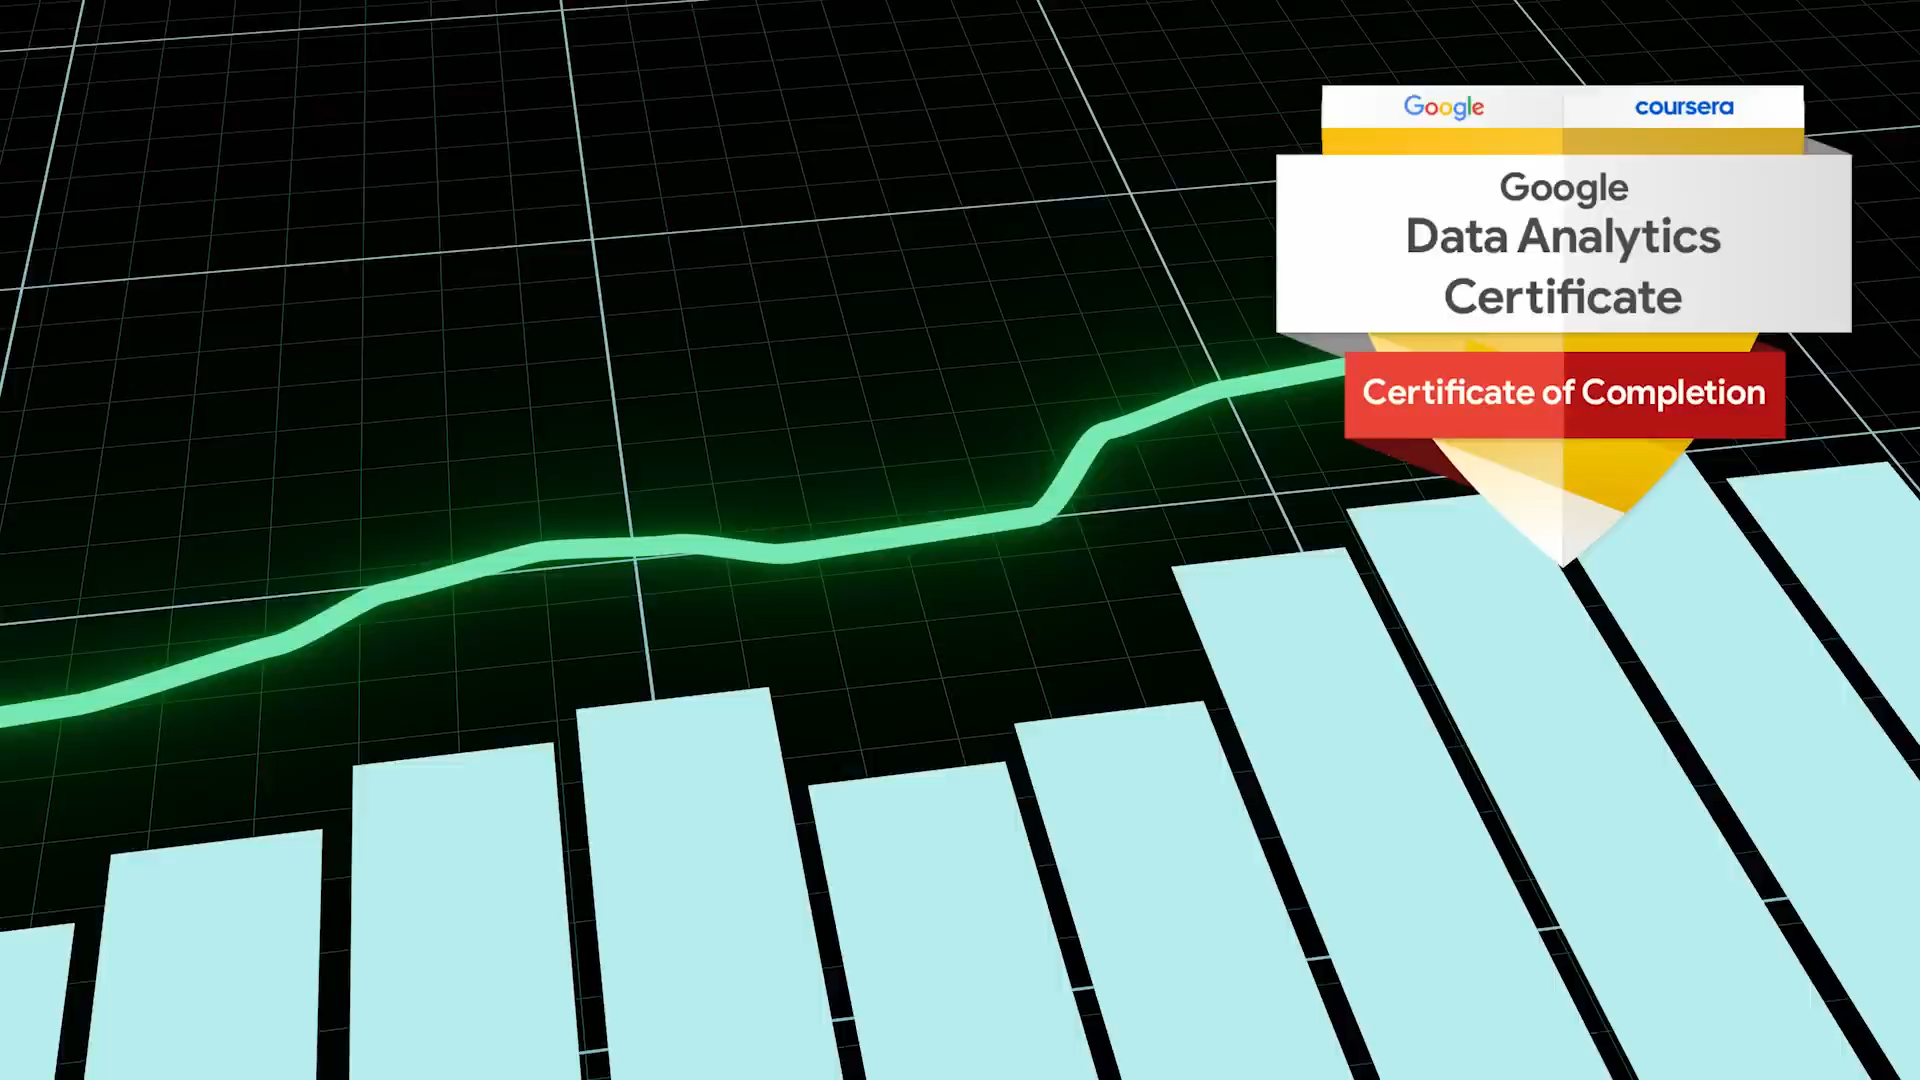 Google
coursera
Google
Data Analytics
Certificate
Certificate of Completion